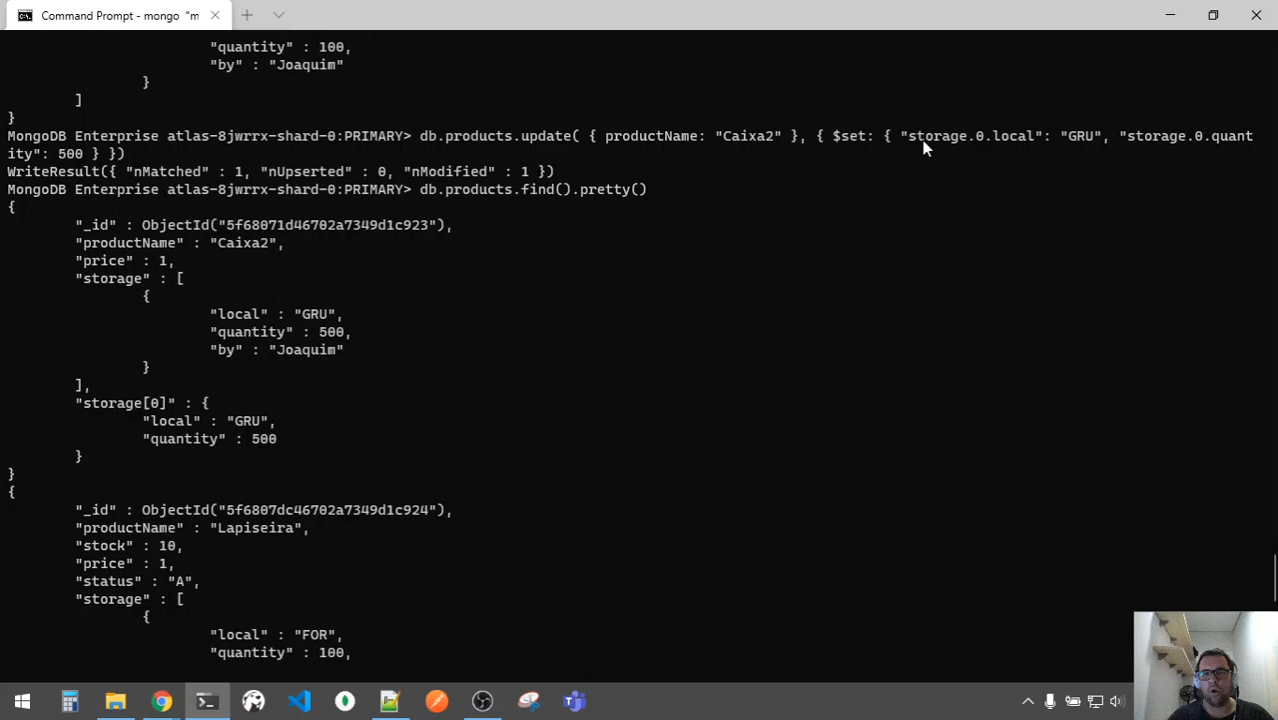 Command Prompt - mongo "m
"quantity" : 100,
"by" : "Joaquim"
}
]
}
MongoDB Enterprise atlas-8jwrrx-shard-0:PRIMARY> db.products.update( { productName: "Caixa2" }, { $set: { "storage.0.local": "GRU", "storage.0.quant
ity": 500 } })
WriteResult({ "nMatched" : 1, "nUpserted" : 0, "nModified" : 1 })
MongoDB Enterprise atlas-8jwrrx-shard-0:PRIMARY> db.products.find().pretty()
{
"_id" : ObjectId("5f68071d46702a7349d1c923"),
"productName" : "Caixa2",
"price" : 1,
"storage" : [
{
"local" : "GRU",
"quantity" : 500,
"by" : "Joaquim"
}
],
"storage[0]" : {
"local" : "GRU",
"quantity" : 500
}
}
{
"_id" : ObjectId("5f6807dc46702a7349d1c924"),
"productName" : "Lapiseira",
"stock" : 10,
"price" : 1,
"status" : "A",
"storage" : [
{
"local" : "FOR",
"quantity" : 100,